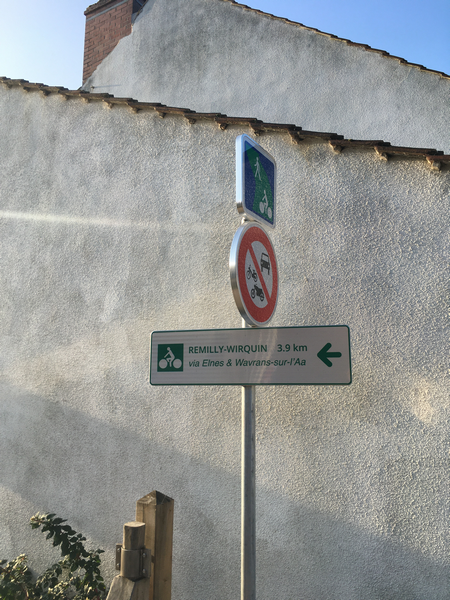 REMILLY-WIRQUIN 3.9 km
via Elnes & Wavrans-sur-l'Aa